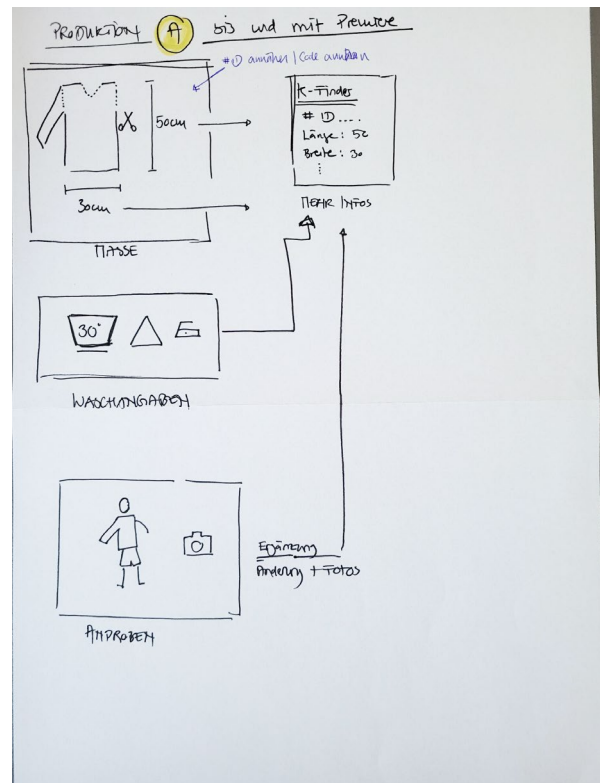 PRODUKTION A bis und mit Premiere
#ID annähen | Code annähen
50cm
30cm
MASSE
K-Finder
# ID ....
Länge : 50
Breite : 30
⋮
MEHR INFOS
30°
WASCHANGABEN
Ergänzung
Änderung + Fotos
ANPROBEN